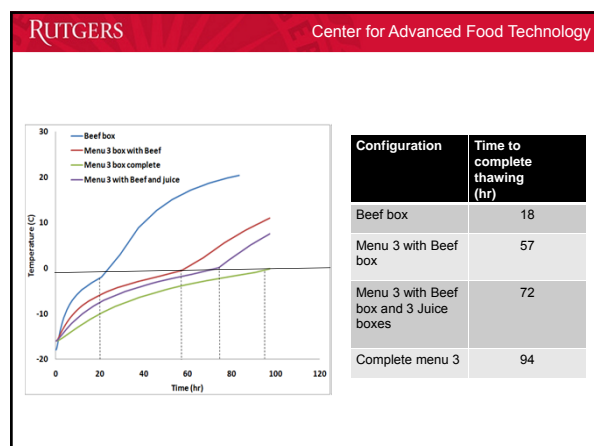 RUTGERS
Center for Advanced Food Technology
30
20
10
0
-10
-20
Temperature (C)
Beef box
Menu 3 box with Beef
Menu 3 box complete
Menu 3 with Beef and juice
0 20 40 60 80 100 120
Time (hr)
Configuration
Time to
complete
thawing
(hr)
Beef box 18
Menu 3 with Beef
box
57
Menu 3 with Beef
box and 3 Juice
boxes
72
Complete menu 3 94